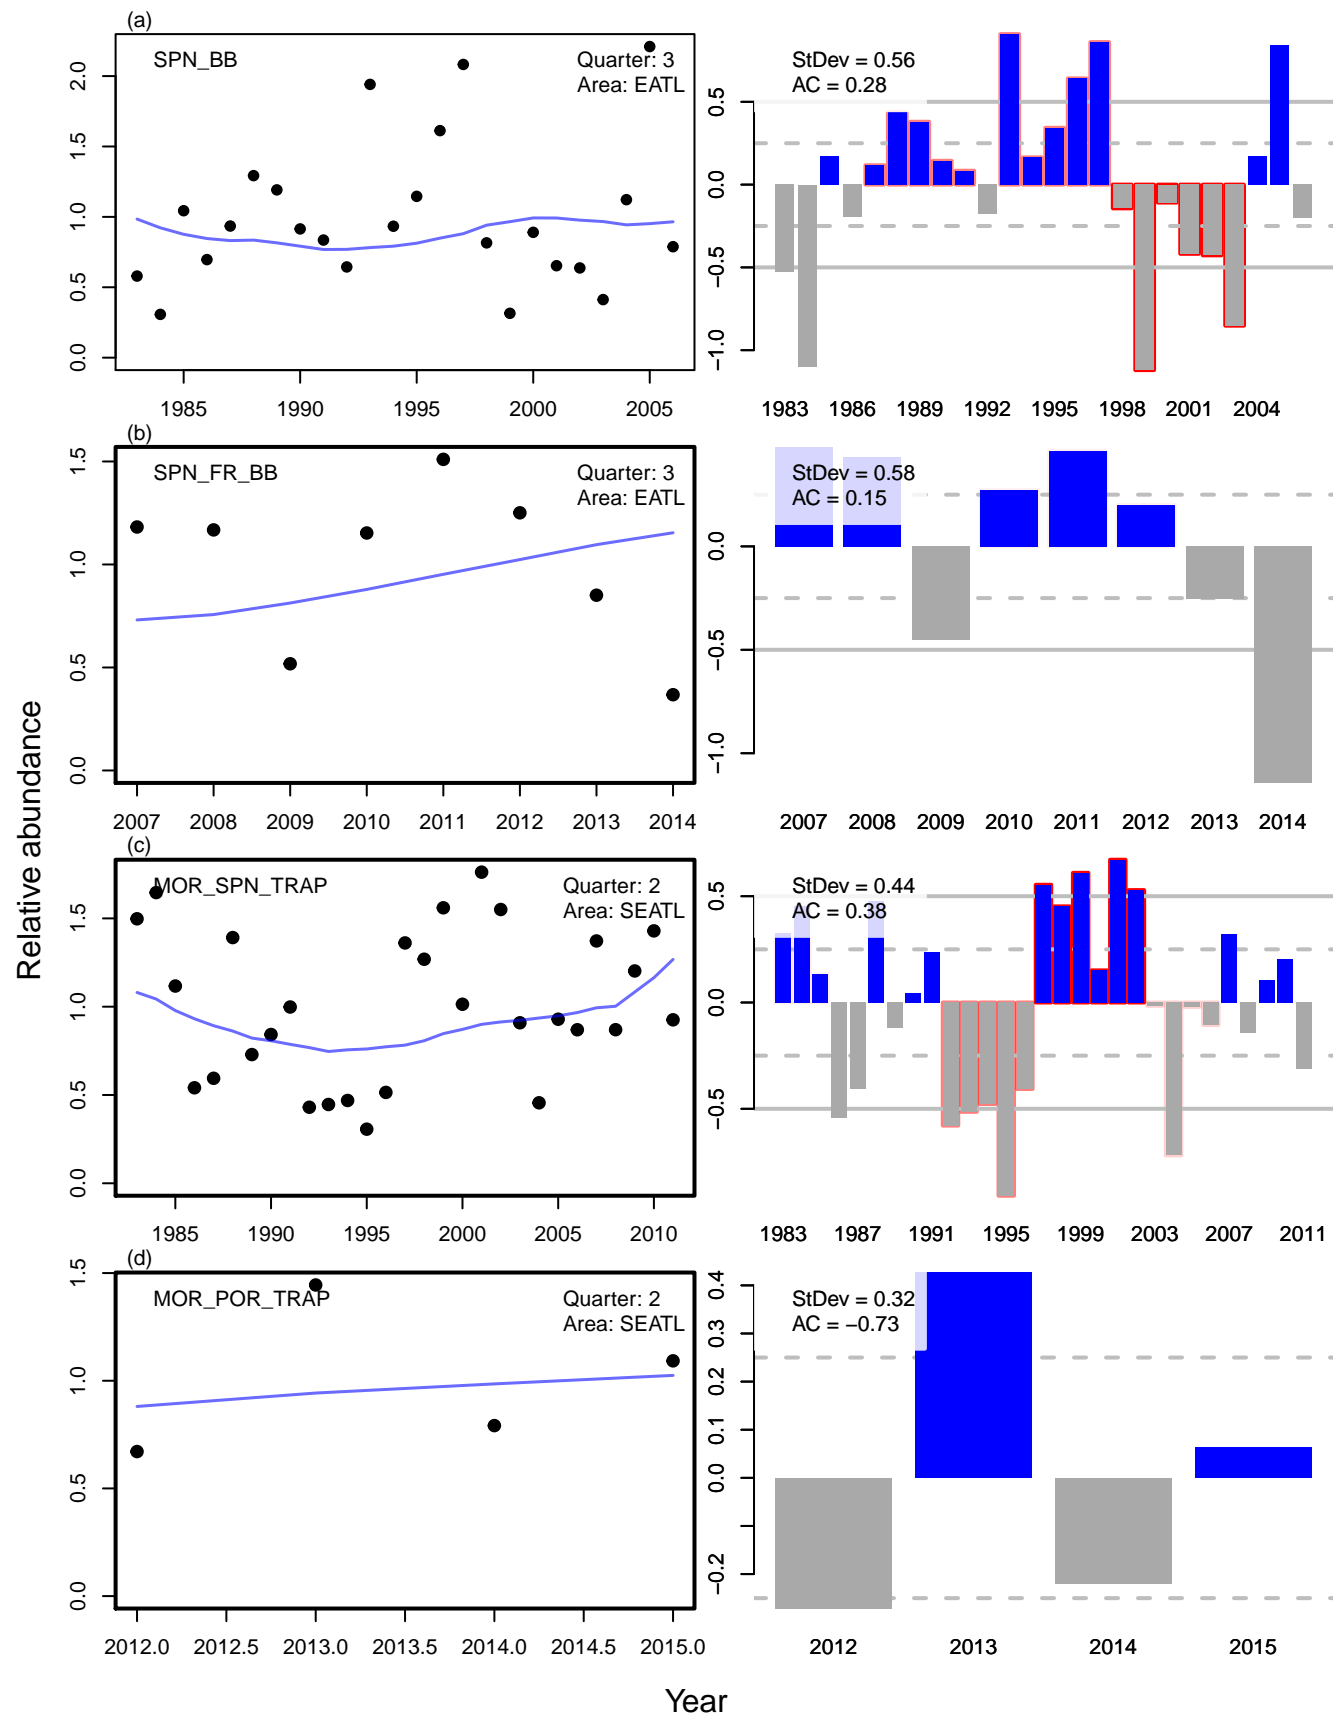 Relative abundance
(a)
SPN_BB
Quarter: 3
Area: EATL
0.0 0.5 1.0 1.5 2.0
1985 1990 1995 2000 2005
StDev = 0.56
AC = 0.28
−1.0 −0.5 0.0 0.5
1983 1986 1989 1992 1995 1998 2001 2004
(b)
SPN_FR_BB
Quarter: 3
Area: EATL
0.0 0.5 1.0 1.5
2007 2008 2009 2010 2011 2012 2013 2014
StDev = 0.58
AC = 0.15
−1.0 −0.5 0.0
2007 2008 2009 2010 2011 2012 2013 2014
(c)
MOR_SPN_TRAP
Quarter: 2
Area: SEATL
0.0 0.5 1.0 1.5
1985 1990 1995 2000 2005 2010
StDev = 0.44
AC = 0.38
−0.5 0.0 0.5
1983 1987 1991 1995 1999 2003 2007 2011
(d)
MOR_POR_TRAP
Quarter: 2
Area: SEATL
0.0 0.5 1.0 1.5
2012.0 2012.5 2013.0 2013.5 2014.0 2014.5 2015.0
StDev = 0.32
AC = −0.73
−0.2 0.0 0.1 0.2 0.3 0.4
2012 2013 2014 2015
Year